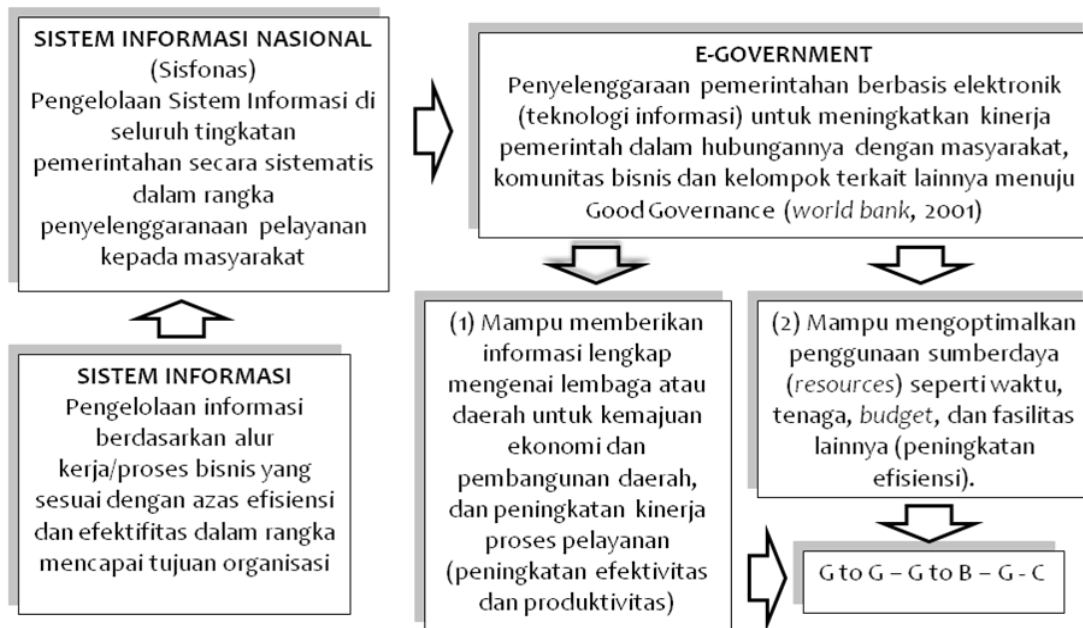 SISTEM INFORMASI NASIONAL
(Sisfonas)
Pengelolaan Sistem Informasi di
seluruh tingkatan
pemerintahan secara sistematis
dalam rangka
penyelenggaranaan pelayanan
kepada masyarakat
E-GOVERNMENT
Penyelenggaraan pemerintahan berbasis elektronik
(teknologi informasi) untuk meningkatkan kinerja
pemerintah dalam hubungannya dengan masyarakat,
komunitas bisnis dan kelompok terkait lainnya menuju
Good Governance (world bank, 2001)
SISTEM INFORMASI
Pengelolaan informasi
berdasarkan alur
kerja/proses bisnis yang
sesuai dengan azas efisiensi
dan efektifitas dalam rangka
mencapai tujuan organisasi
(1) Mampu memberikan
informasi lengkap
mengenai lembaga atau
daerah untuk kemajuan
ekonomi dan
pembangunan daerah,
dan peningkatan kinerja
proses pelayanan
(peningkatan efektivitas
dan produktivitas)
(2) Mampu mengoptimalkan
penggunaan sumberdaya
(resources) seperti waktu,
tenaga, budget, dan fasilitas
lainnya (peningkatan
efisiensi).
G to G – G to B – G - C